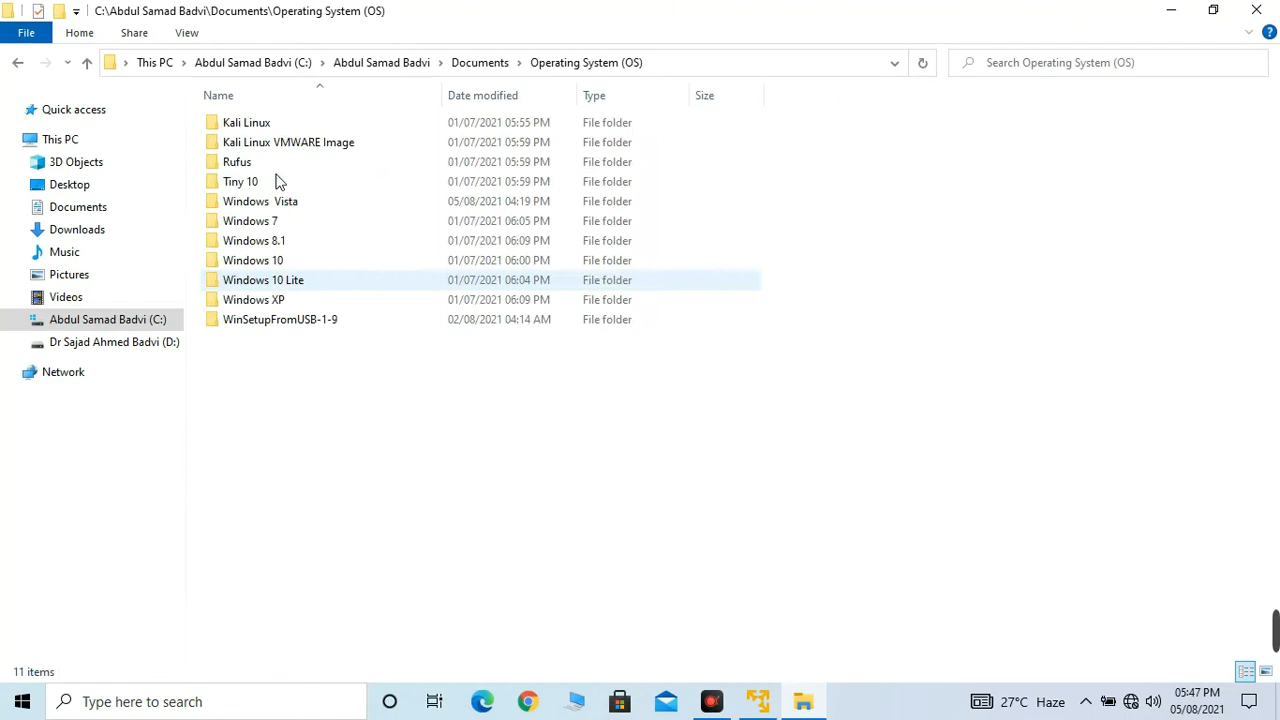 C:\Abdul Samad Badvi\Documents\Operating System (OS)
File Home Share View
This PC Abdul Samad Badvi (C:) Abdul Samad Badvi Documents Operating System (OS) Search Operating System (OS)
Name Date modified Type Size
Quick access
This PC
3D Objects
Desktop
Documents
Downloads
Music
Pictures
Videos
Abdul Samad Badvi (C:)
Dr Sajad Ahmed Badvi (D:)
Network
Kali Linux 01/07/2021 05:55 PM File folder
Kali Linux VMWARE Image 01/07/2021 05:59 PM File folder
Rufus 01/07/2021 05:59 PM File folder
Tiny 10 01/07/2021 05:59 PM File folder
Windows Vista 05/08/2021 04:19 PM File folder
Windows 7 01/07/2021 06:05 PM File folder
Windows 8.1 01/07/2021 06:09 PM File folder
Windows 10 01/07/2021 06:00 PM File folder
Windows 10 Lite 01/07/2021 06:04 PM File folder
Windows XP 01/07/2021 06:09 PM File folder
WinSetupFromUSB-1-9 02/08/2021 04:14 AM File folder
11 items
Type here to search 27°C Haze 05:47 PM
05/08/2021